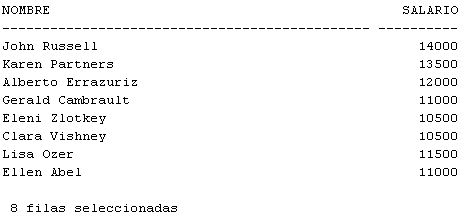 NOMBRE SALARIO
---------------------------------------------- ----------
John Russell 14000
Karen Partners 13500
Alberto Errazuriz 12000
Gerald Cambrault 11000
Eleni Zlotkey 10500
Clara Vishney 10500
Lisa Ozer 11500
Ellen Abel 11000
8 filas seleccionadas